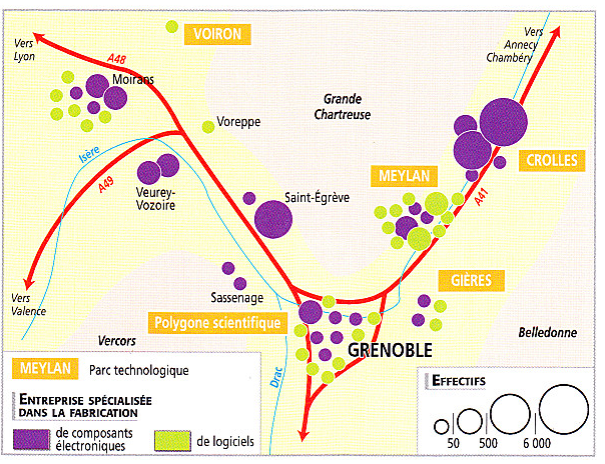 VOIRON
Vers
Lyon
A48
Moirans
Vers
Annecy
Chambéry
Grande
Chartreuse
Voreppe
Isère
CROLLES
MEYLAN
A49
Veurey-
Vozoire
Saint-Égrève
A41
Sassenage
GIÈRES
Vers
Valence
Polygone scientifique
Vercors
GRENOBLE
Belledonne
Drac
MEYLAN Parc technologique
ENTREPRISE SPÉCIALISÉE
DANS LA FABRICATION
de composants
électroniques
de logiciels
EFFECTIFS
50 500 6 000